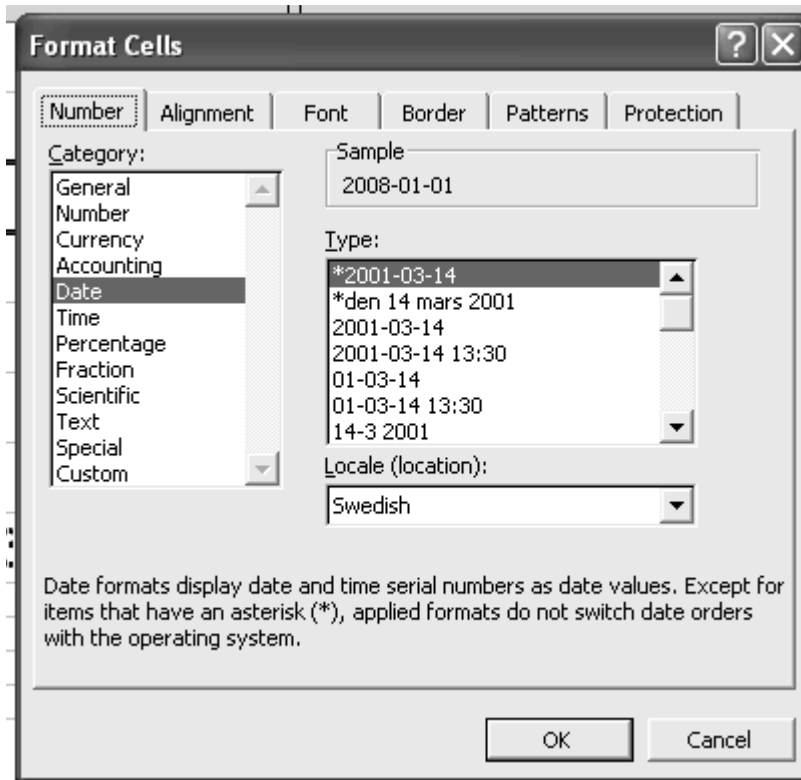 Format Cells
Number Alignment Font Border Patterns Protection
Category:
General
Number
Currency
Accounting
Date
Time
Percentage
Fraction
Scientific
Text
Special
Custom
Sample
2008-01-01
Type:
*2001-03-14
*den 14 mars 2001
2001-03-14
2001-03-14 13:30
01-03-14
01-03-14 13:30
14-3 2001
Locale (location):
Swedish
Date formats display date and time serial numbers as date values. Except for
items that have an asterisk (*), applied formats do not switch date orders
with the operating system.
OK Cancel